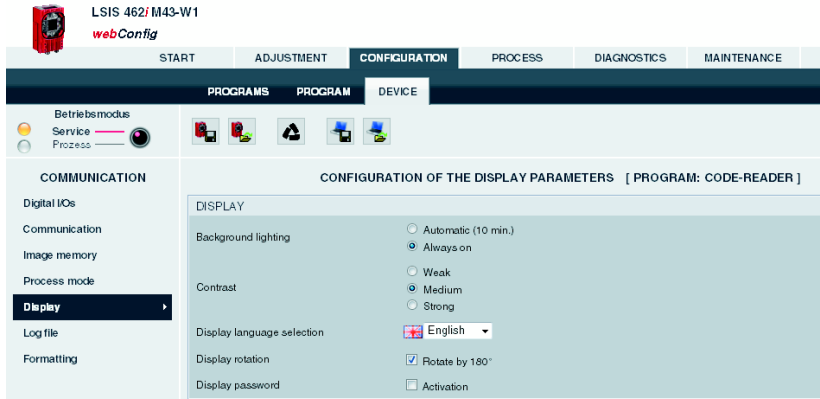 LSIS 462i M43-W1
webConfig
START ADJUSTMENT CONFIGURATION PROCESS DIAGNOSTICS MAINTENANCE
PROGRAMS PROGRAM DEVICE
Betriebsmodus
Service
Prozess
COMMUNICATION
Digital I/Os
Communication
Image memory
Process mode
Display
Log file
Formatting
CONFIGURATION OF THE DISPLAY PARAMETERS [ PROGRAM: CODE-READER ]
DISPLAY
Background lighting
Automatic (10 min.)
Always on
Contrast
Weak
Medium
Strong
Display language selection English
Display rotation Rotate by 180°
Display password Activation